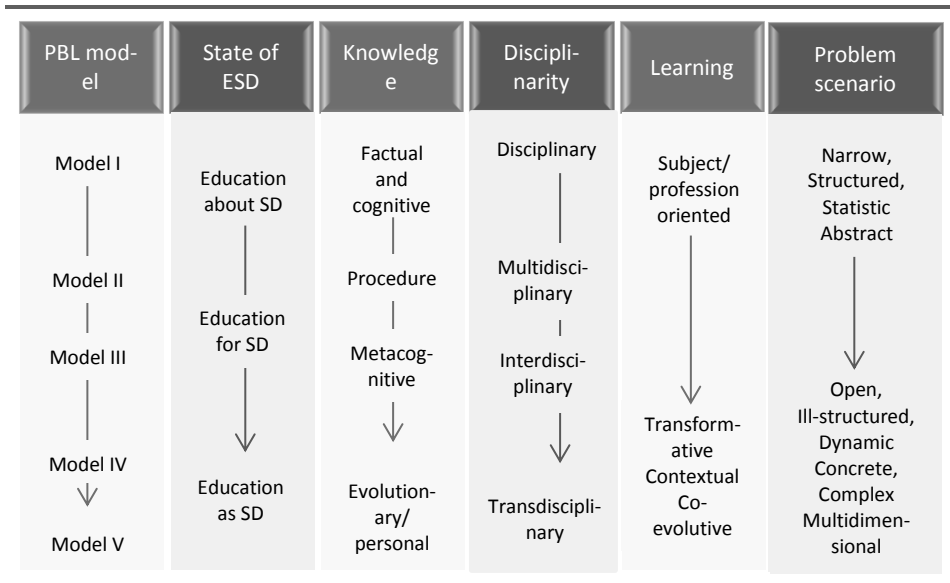 PBL mod-
el
State of
ESD
Knowledg
e
Discipli-
narity
Learning
Problem
scenario
Model I
Model II
Model III
Model IV
Model V
Education
about SD
Education
for SD
Education
as SD
Factual
and
cognitive
Procedure
Metacog-
nitive
Evolution-
ary/
personal
Disciplinary
Multidisci-
plinary
Interdisci-
plinary
Transdiscipli-
nary
Subject/
profession
oriented
Transform-
ative
Contextual
Co-
evolutive
Narrow,
Structured,
Statistic
Abstract
Open,
Ill-structured,
Dynamic
Concrete,
Complex
Multidimen-
sional